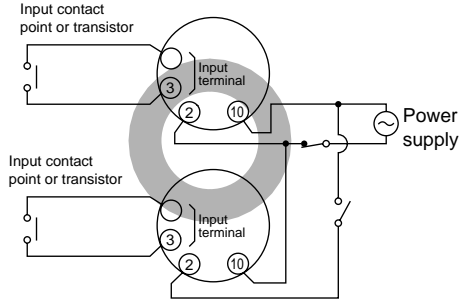 Input contact
point or transistor
Input
terminal
3
2
10
Power
supply
Input contact
point or transistor
Input
terminal
3
2
10